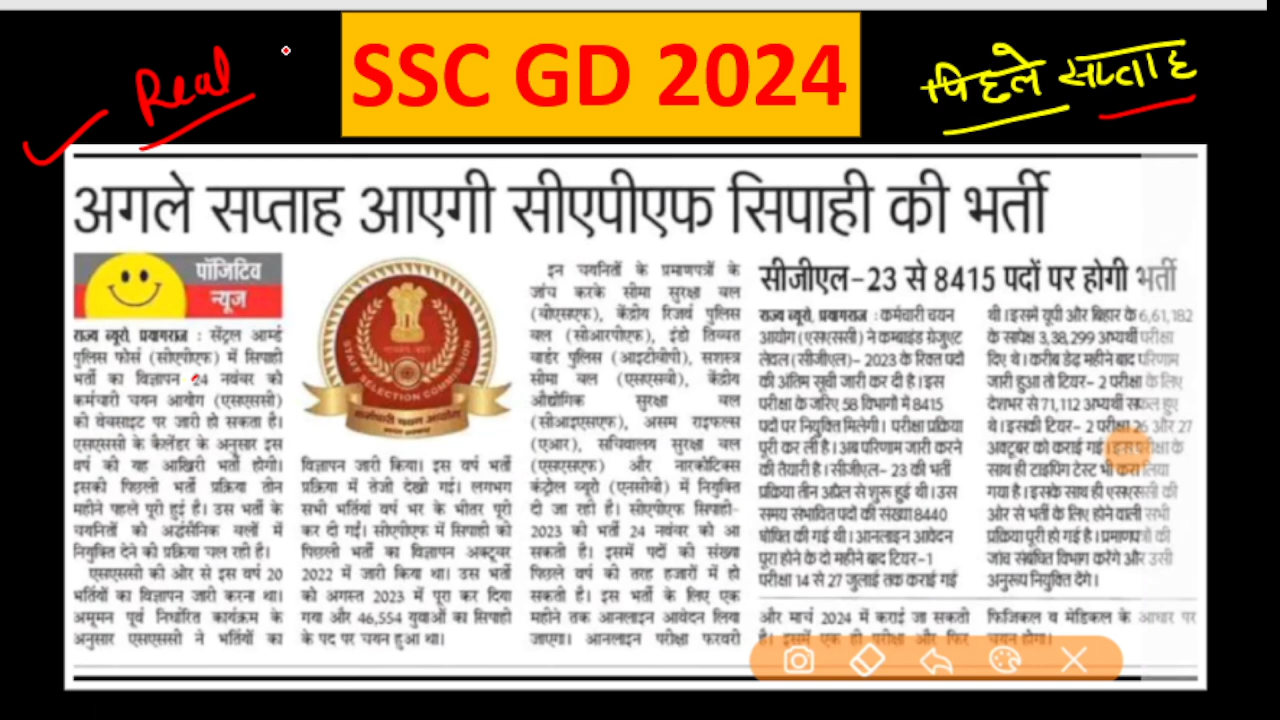 SSC GD 2024
Real
पिहले सप्ताह
अगले सप्ताह आएगी सीएपीएफ सिपाही की भर्ती
पॉजिटिव
न्यूज
राज्य ब्यूरो, प्रयागराज : सेंट्रल आर्म्ड
पुलिस फोर्स (सीएपीएफ) में सिपाही
भर्ती का विज्ञापन 24 नवंबर को
कर्मचारी चयन आयोग (एसएससी)
की वेबसाइट पर जारी हो सकता है।
एसएससी के कैलेंडर के अनुसार इस
वर्ष की यह आखिरी भर्ती होगी।
इसकी पिछली भर्ती प्रक्रिया तीन
महीने पहले पूरी हुई है। उस भर्ती के
चयनितों को अर्द्धसैनिक बलों में
नियुक्ति देने की प्रक्रिया चल रही है।
एसएससी की ओर से इस वर्ष 20
भर्तियों का विज्ञापन जारी करना था।
अमूमन पूर्व निर्धारित कार्यक्रम के
अनुसार एसएससी ने भर्तियों का
STAFF SELECTION COMMISSION
कर्मचारी चयन आयोग
विज्ञापन जारी किया। इस वर्ष भर्ती
प्रक्रिया में तेजी देखी गई। लगभग
सभी भर्तियां वर्ष भर के भीतर पूरी
कर दी गईं। सीएपीएफ में सिपाही की
पिछली भर्ती का विज्ञापन अक्टूबर
2022 में जारी किया था। उस भर्ती
को अगस्त 2023 में पूरा कर दिया
गया और 46,554 युवाओं का सिपाही
के पद पर चयन हुआ था।
इन चयनितों के प्रमाणपत्रों के
जांच करके सीमा सुरक्षा बल
(बीएसएफ), केंद्रीय रिजर्व पुलिस
बल (सीआरपीएफ), इंडो तिब्बत
बार्डर पुलिस (आइटीबीपी), सशस्त्र
सीमा बल (एसएसबी), केंद्रीय
औद्योगिक सुरक्षा बल
(सीआइएसएफ), असम राइफल्स
(एआर), सचिवालय सुरक्षा बल
(एसएसएफ) और नारकोटिक्स
कंट्रोल ब्यूरो (एनसीबी) में नियुक्ति
दी जा रही है। सीएपीएफ सिपाही-
2023 की भर्ती 24 नवंबर को आ
सकती है। इसमें पदों की संख्या
पिछले वर्ष की तरह हजारों में हो
सकती है। इस भर्ती के लिए एक
महीने तक आनलाइन आवेदन लिया
जाएगा। आनलाइन परीक्षा फरवरी
सीजीएल-23 से 8415 पदों पर होगी भर्ती
राज्य ब्यूरो, प्रयागराज : कर्मचारी चयन
आयोग (एसएससी) ने कम्बाइंड ग्रेजुएट
लेवल (सीजीएल)- 2023 के रिक्त पदों
की अंतिम सूची जारी कर दी है। इस
परीक्षा के जरिए 58 विभागों में 8415
पदों पर नियुक्ति मिलेगी। परीक्षा प्रक्रिया
पूरी कर ली है। अब परिणाम जारी करने
की तैयारी है। सीजीएल- 23 की भर्ती
प्रक्रिया तीन अप्रैल से शुरू हुई थी। उस
समय संभावित पदों की संख्या 8440
घोषित की गई थी। आनलाइन आवेदन
पूरा होने के दो महीने बाद टियर-1
परीक्षा 14 से 27 जुलाई तक कराई गई
थी। इसमें यूपी और बिहार के 6,61,182
के सापेक्ष 3,38,299 अभ्यर्थी परीक्षा
दिए थे। करीब डेढ़ महीने बाद परिणाम
जारी हुआ तो टियर- 2 परीक्षा के लिए
देशभर से 71,112 अभ्यर्थी सफल हुए
थे। इसकी टियर- 2 परीक्षा 26 और 27
अक्टूबर को कराई गई। इस परीक्षा के
साथ ही टाइपिंग टेस्ट भी करा लिया
गया है। इसके साथ ही एसएससी की
ओर से भर्ती के लिए होने वाली सभी
प्रक्रिया पूरी हो गई है। प्रमाणपत्रों की
जांच संबंधित विभाग करेंगे और उसी
अनुरूप नियुक्ति देंगे।
और मार्च 2024 में कराई जा सकती
है। इसमें एक ही परीक्षा और फिर
फिजिकल व मेडिकल के आधार पर
चयन होगा।